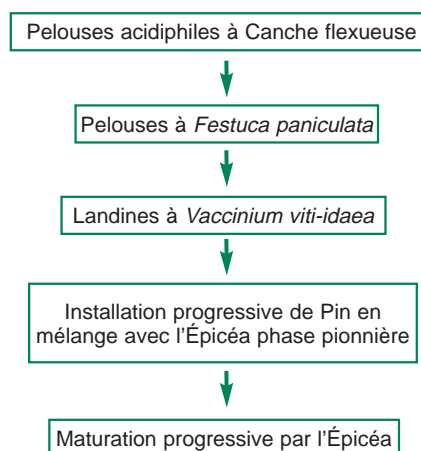 Pelouses acidiphiles à Canche flexueuse
Pelouses à Festuca paniculata
Landines à Vaccinium viti-idaea
Installation progressive de Pin en
mélange avec l'Épicéa phase pionnière
Maturation progressive par l'Épicéa